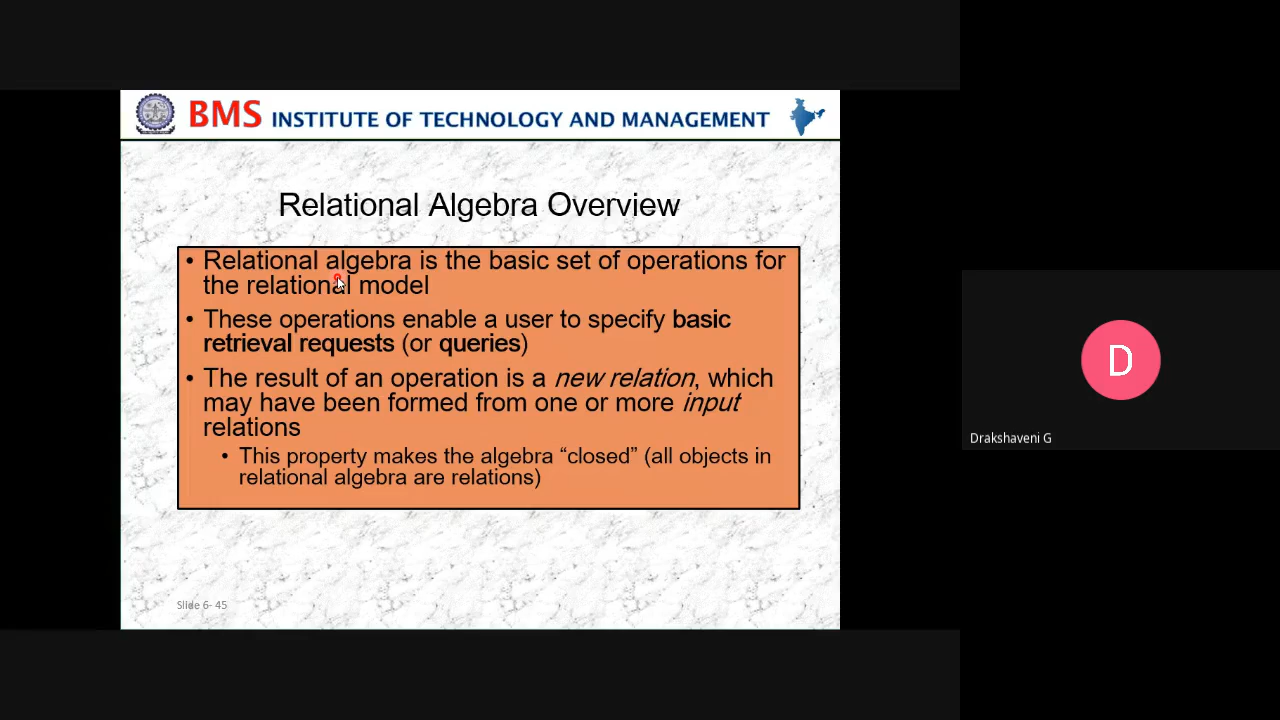 BMS INSTITUTE OF TECHNOLOGY AND MANAGEMENT
Relational Algebra Overview
• Relational algebra is the basic set of operations for
the relational model
• These operations enable a user to specify basic
retrieval requests (or queries)
• The result of an operation is a new relation, which
may have been formed from one or more input
relations
• This property makes the algebra “closed” (all objects in
relational algebra are relations)
Slide 6- 45
D
Drakshaveni G